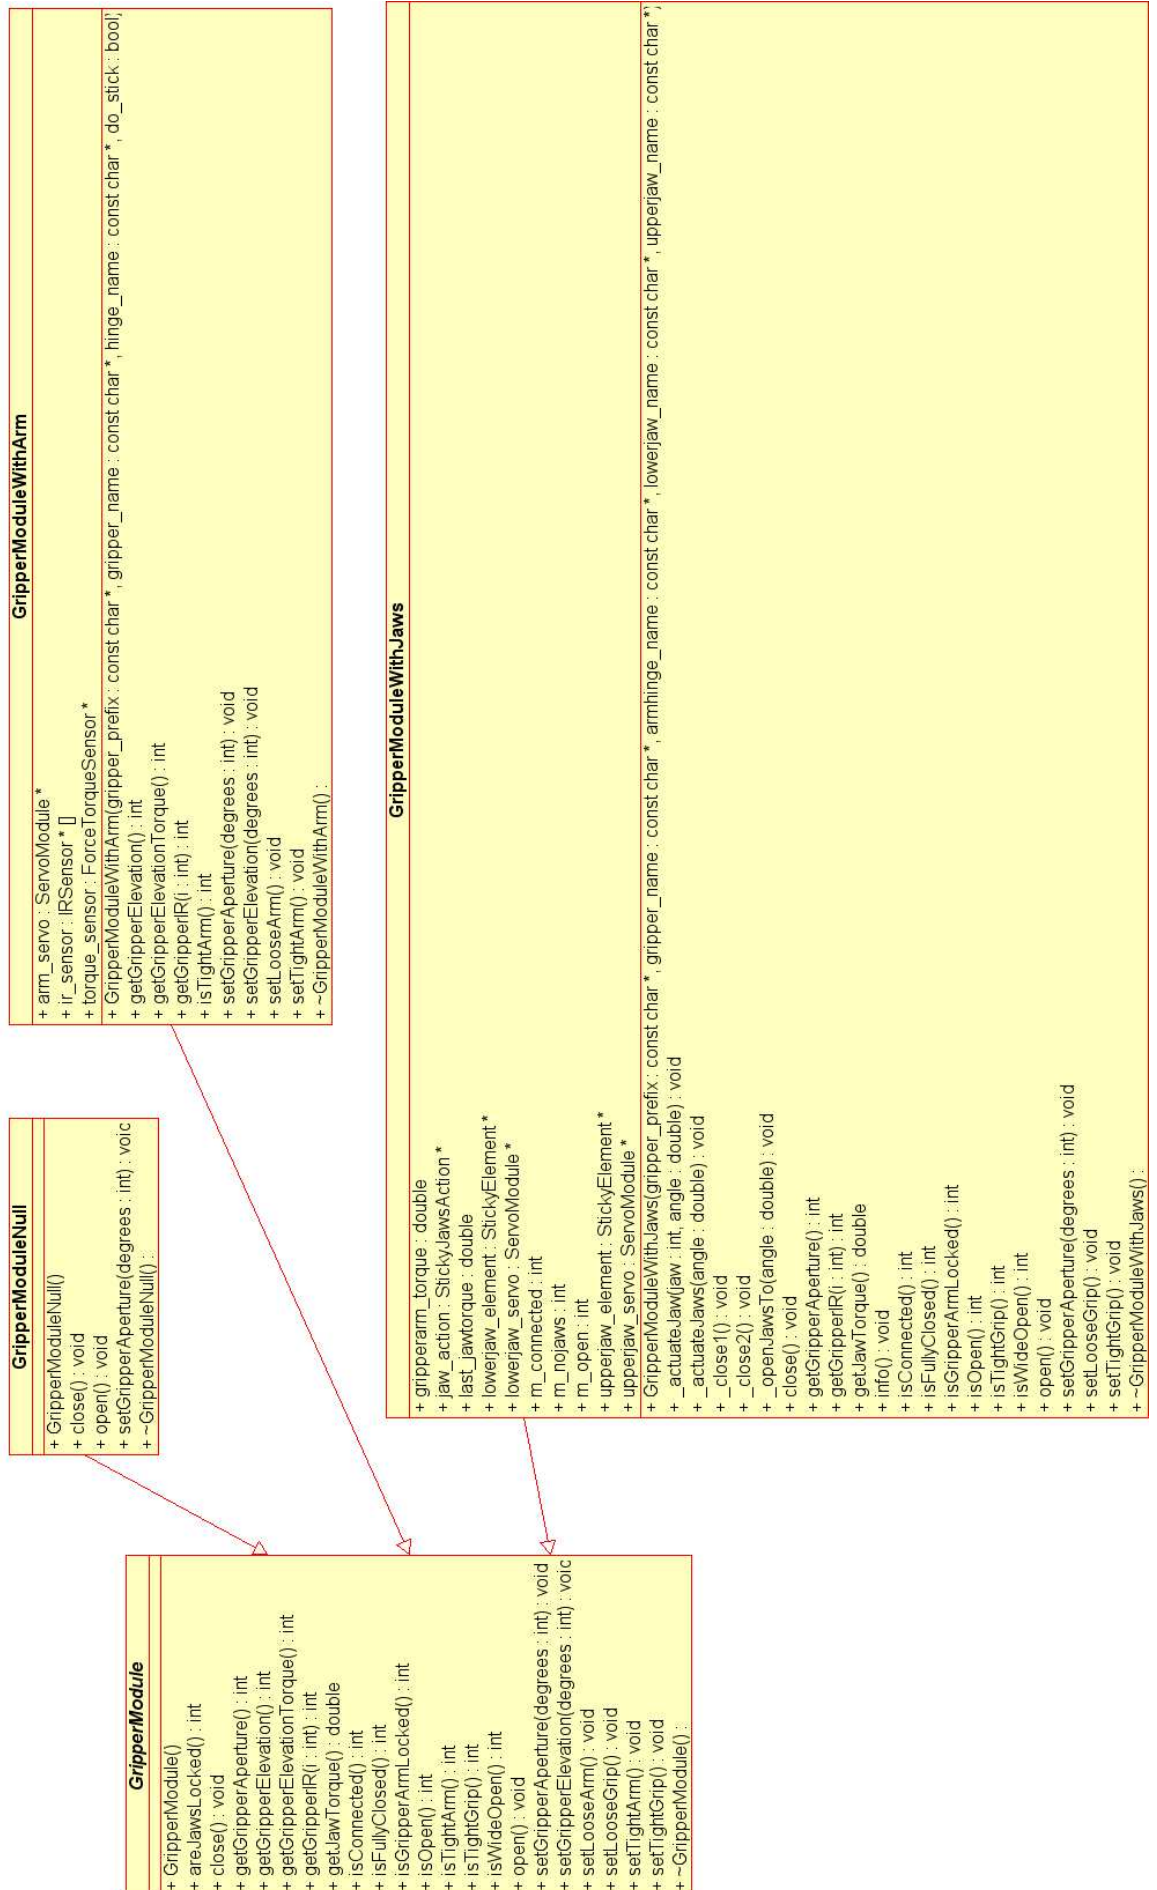 GripperModule
+ GripperModule()
+ areJawsLocked() : int
+ close() : void
+ getGripperAperture() : int
+ getGripperElevation() : int
+ getGripperElevationTorque() : int
+ getGripperIR(i : int) : int
+ getJawTorque() : double
+ isConnected() : int
+ isFullyClosed() : int
+ isGripperArmLocked() : int
+ isOpen() : int
+ isTightArm() : int
+ isTightGrip() : int
+ isWideOpen() : int
+ open() : void
+ setGripperAperture(degrees : int) : void
+ setGripperElevation(degrees : int) : voic
+ setLooseArm() : void
+ setLooseGrip() : void
+ setTightArm() : void
+ setTightGrip() : void
+ ~GripperModule() :
GripperModuleNull
+ GripperModuleNull()
+ close() : void
+ open() : void
+ setGripperAperture(degrees : int) : voic
+ ~GripperModuleNull() :
GripperModuleWithArm
+ arm_servo : ServoModule *
+ ir_sensor : IRSensor * []
+ torque_sensor : ForceTorqueSensor *
+ GripperModuleWithArm(gripper_prefix : const char *, gripper_name : const char *, hinge_name : const char *, do_stick : bool)
+ getGripperElevation() : int
+ getGripperElevationTorque() : int
+ getGripperIR(i : int) : int
+ isTightArm() : int
+ setGripperAperture(degrees : int) : void
+ setGripperElevation(degrees : int) : void
+ setLooseArm() : void
+ setTightArm() : void
+ ~GripperModuleWithArm() :
GripperModuleWithJaws
+ gripperarm_torque : double
+ jaw_action : StickyJawsAction *
+ last_jawtorque : double
+ lowerjaw_element : StickyElement *
+ lowerjaw_servo : ServoModule *
+ m_connected : int
+ m_nojaws : int
+ m_open : int
+ upperjaw_element : StickyElement *
+ upperjaw_servo : ServoModule *
+ GripperModuleWithJaws(gripper_prefix : const char *, gripper_name : const char *, armhinge_name : const char *, lowerjaw_name : const char *, upperjaw_name : const char *)
+ _actuateJaw(jaw : int, angle : double) : void
+ _actuateJaws(angle : double) : void
+ _close1() : void
+ _close2() : void
+ _openJawsTo(angle : double) : void
+ close() : void
+ getGripperAperture() : int
+ getGripperIR(i : int) : int
+ getJawTorque() : double
+ info() : void
+ isConnected() : int
+ isFullyClosed() : int
+ isGripperArmLocked() : int
+ isOpen() : int
+ isTightGrip() : int
+ isWideOpen() : int
+ open() : void
+ setGripperAperture(degrees : int) : void
+ setLooseGrip() : void
+ setTightGrip() : void
+ ~GripperModuleWithJaws() :